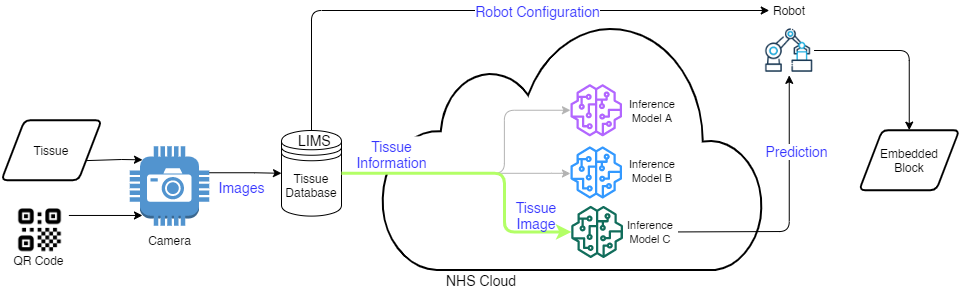 Robot Configuration
Robot
LIMS
Tissue
Database
Tissue
Information
Inference
Model A
Inference
Model B
Tissue
Image
Inference
Model C
Prediction
Embedded
Block
Tissue
Images
Camera
QR Code
NHS Cloud